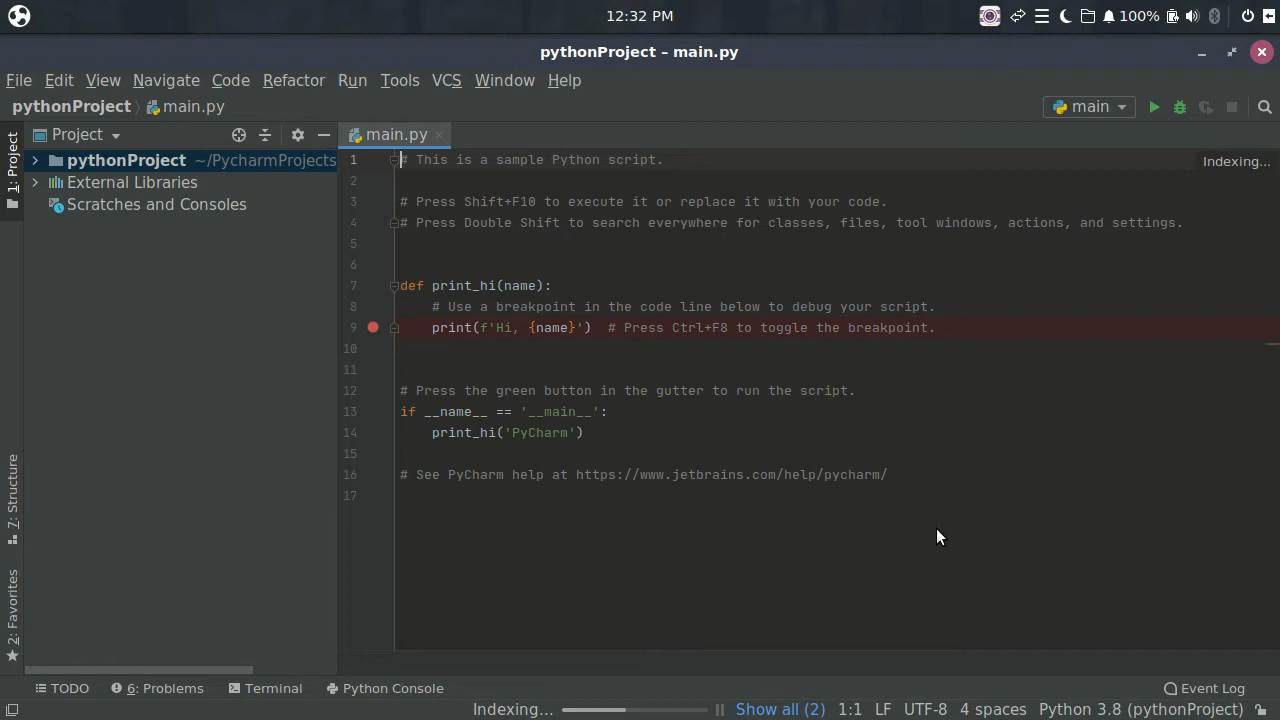 12:32 PM
100%
pythonProject – main.py
File Edit View Navigate Code Refactor Run Tools VCS Window Help
pythonProject main.py
main
Project
main.py
1: Project
pythonProject ~/PycharmProjects
External Libraries
Scratches and Consoles
Indexing...
1 # This is a sample Python script.
2
3 # Press Shift+F10 to execute it or replace it with your code.
4 # Press Double Shift to search everywhere for classes, files, tool windows, actions, and settings.
5
6
7 def print_hi(name):
8 # Use a breakpoint in the code line below to debug your script.
9 print(f'Hi, {name}') # Press Ctrl+F8 to toggle the breakpoint.
10
11
12 # Press the green button in the gutter to run the script.
13 if __name__ == '__main__':
14 print_hi('PyCharm')
15
16 # See PyCharm help at https://www.jetbrains.com/help/pycharm/
17
7: Structure
2: Favorites
TODO 6: Problems Terminal Python Console Event Log
Indexing... Show all (2) 1:1 LF UTF-8 4 spaces Python 3.8 (pythonProject)